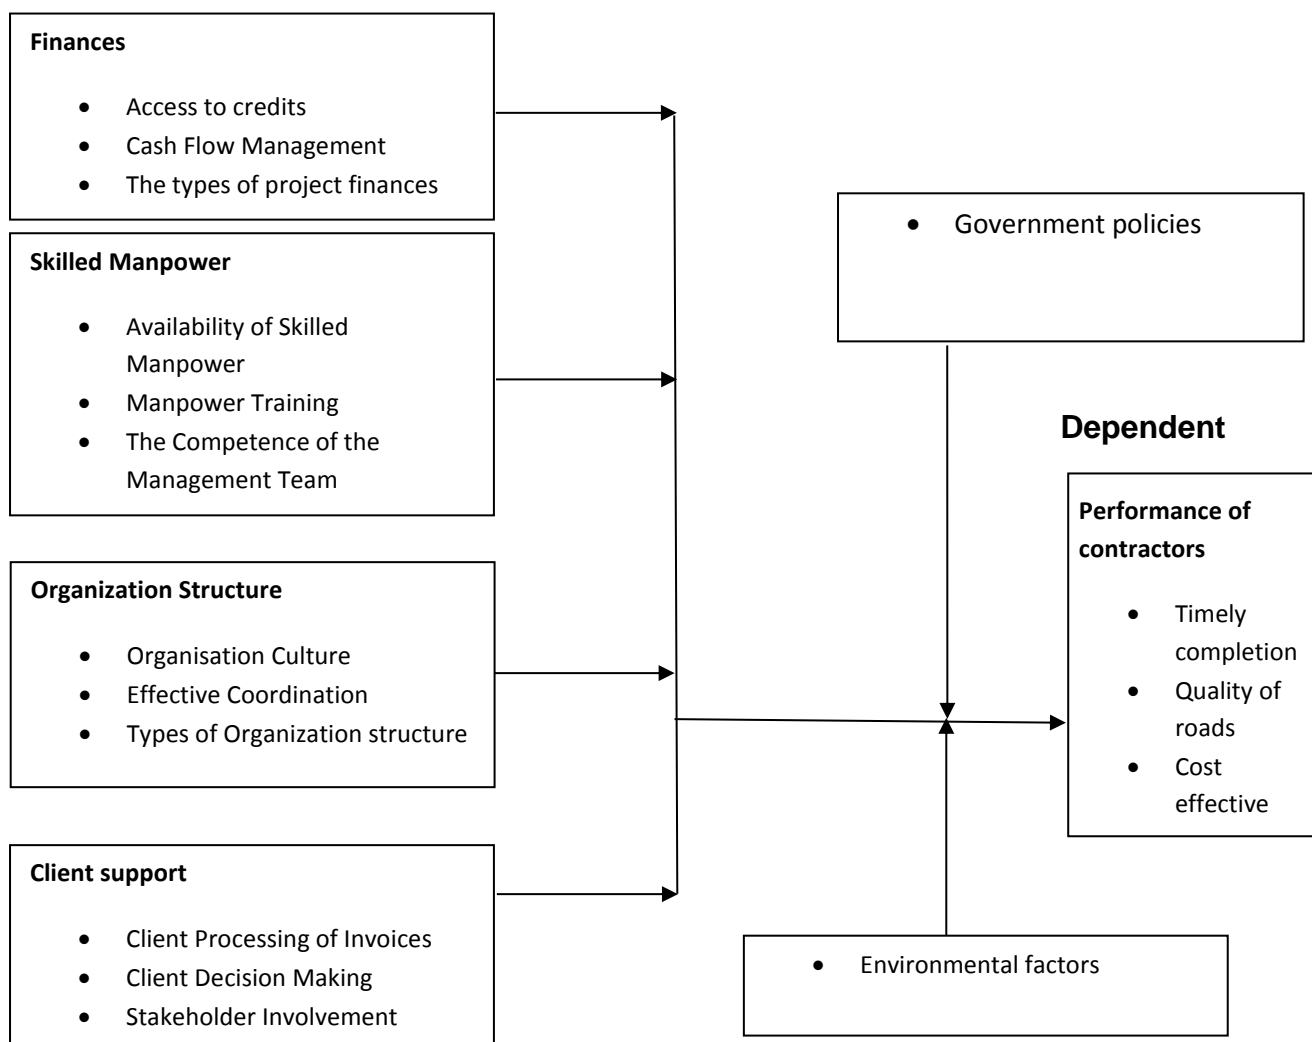 Finances
• Access to credits
• Cash Flow Management
• The types of project finances
Skilled Manpower
• Availability of Skilled
Manpower
• Manpower Training
• The Competence of the
Management Team
Organization Structure
• Organisation Culture
• Effective Coordination
• Types of Organization structure
Client support
• Client Processing of Invoices
• Client Decision Making
• Stakeholder Involvement
• Government policies
Dependent
Performance of
contractors
• Timely
completion
• Quality of
roads
• Cost
effective
• Environmental factors